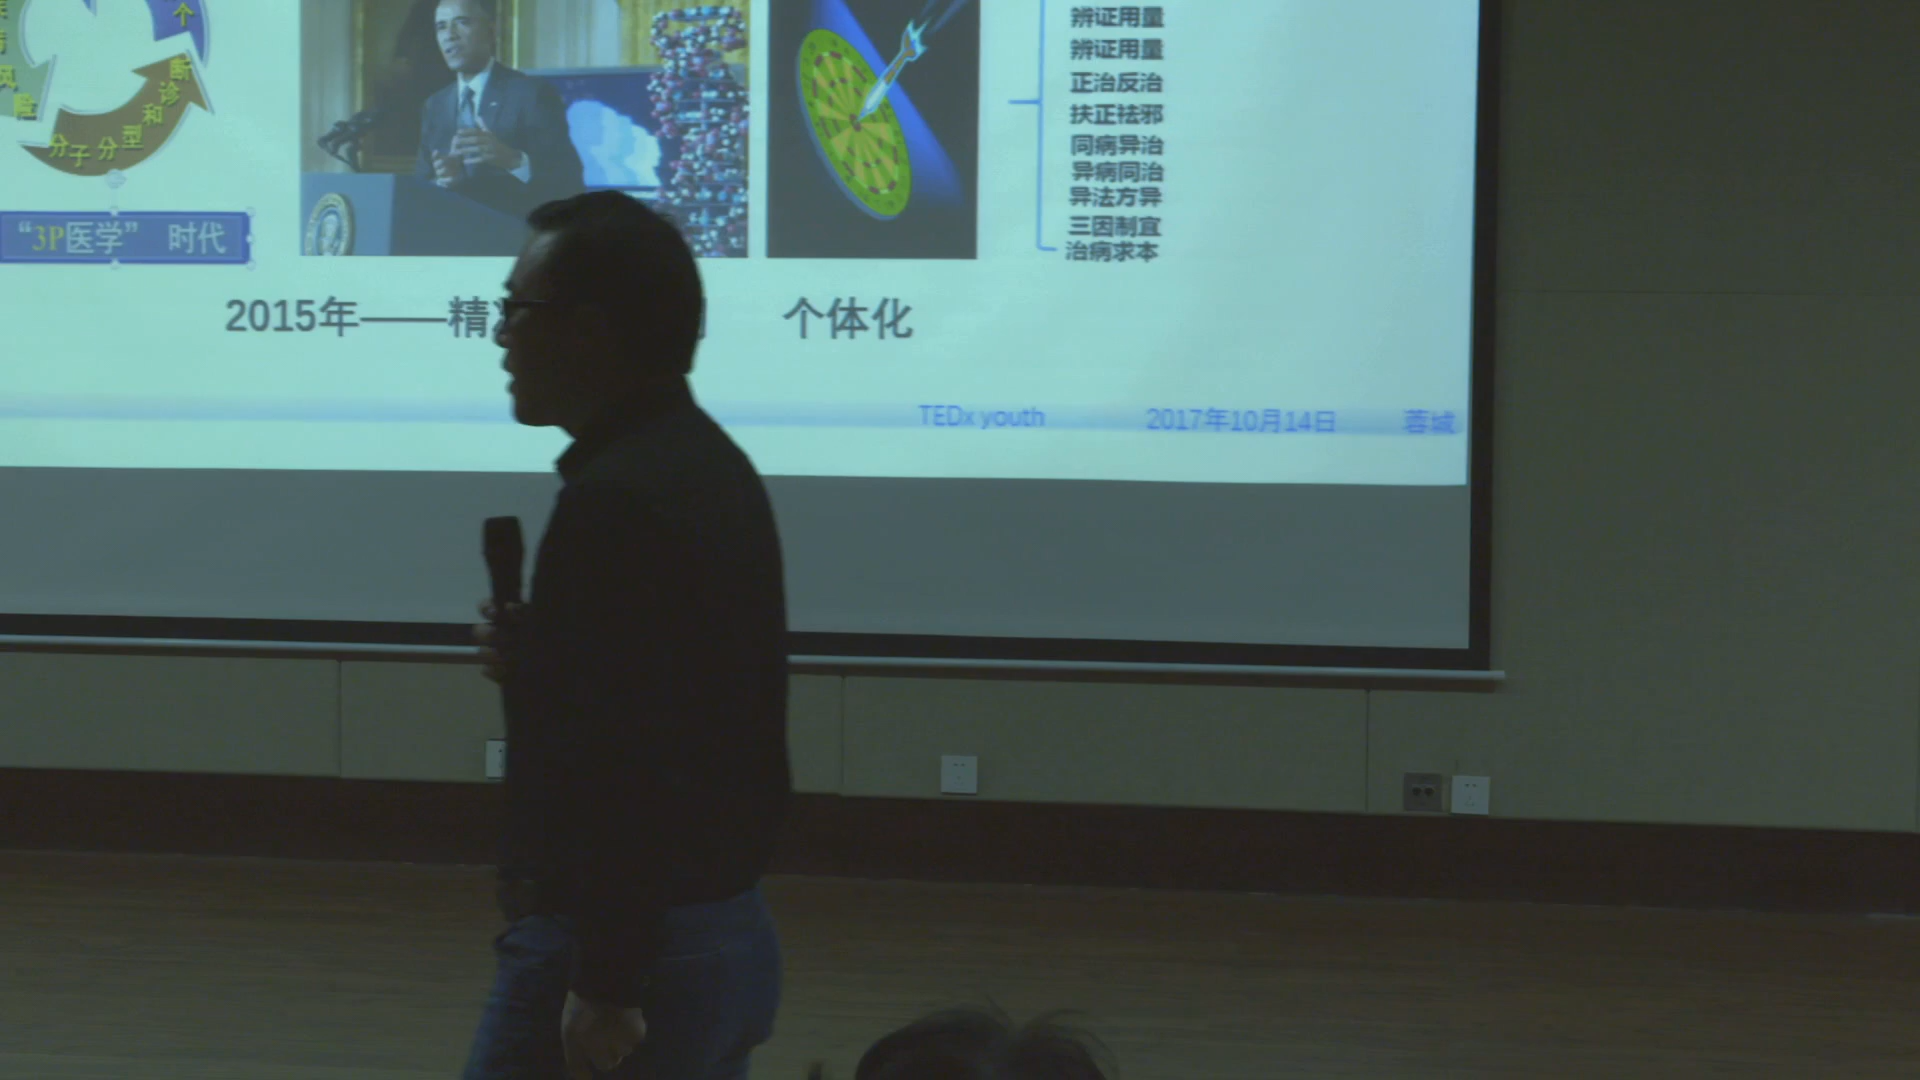 个
断
诊
和
分子分型
险
辨证用量
辨证用量
正治反治
扶正祛邪
同病异治
异病同治
异法方异
三因制宜
治病求本
“3P医学” 时代
2015年——精 个体化
TEDx youth 2017年10月14日 蓉城